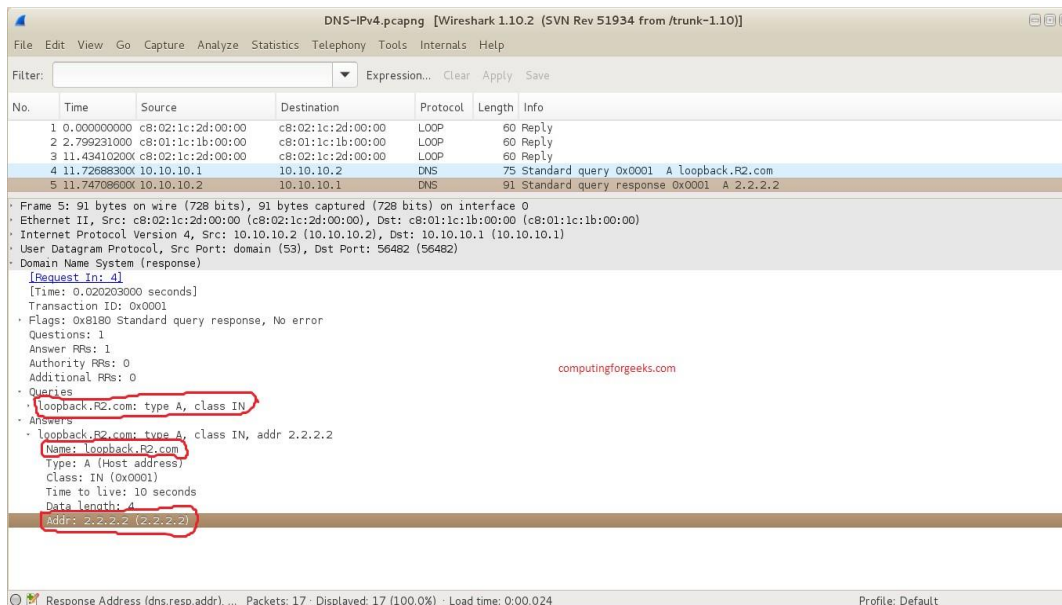 DNS-IPv4.pcapng [Wireshark 1.10.2 (SVN Rev 51934 from /trunk-1.10)]
File Edit View Go Capture Analyze Statistics Telephony Tools Internals Help
Filter: Expression... Clear Apply Save
No. Time Source Destination Protocol Length Info
1 0.000000000 c8:02:1c:2d:00:00 c8:02:1c:2d:00:00 LOOP 60 Reply
2 2.799231000 c8:01:1c:1b:00:00 c8:01:1c:1b:00:00 LOOP 60 Reply
3 11.43410200( c8:02:1c:2d:00:00 c8:02:1c:2d:00:00 LOOP 60 Reply
4 11.72688300( 10.10.10.1 10.10.10.2 DNS 75 Standard query 0x0001 A loopback.R2.com
5 11.74708600( 10.10.10.2 10.10.10.1 DNS 91 Standard query response 0x0001 A 2.2.2.2
Frame 5: 91 bytes on wire (728 bits), 91 bytes captured (728 bits) on interface 0
Ethernet II, Src: c8:02:1c:2d:00:00 (c8:02:1c:2d:00:00), Dst: c8:01:1c:1b:00:00 (c8:01:1c:1b:00:00)
Internet Protocol Version 4, Src: 10.10.10.2 (10.10.10.2), Dst: 10.10.10.1 (10.10.10.1)
User Datagram Protocol, Src Port: domain (53), Dst Port: 56482 (56482)
Domain Name System (response)
[Request In: 4]
[Time: 0.020203000 seconds]
Transaction ID: 0x0001
Flags: 0x8180 Standard query response, No error
Questions: 1
Answer RRs: 1
Authority RRs: 0
computingforgeeks.com
Additional RRs: 0
Queries
loopback.R2.com: type A, class IN
Answers
loopback.R2.com: type A, class IN, addr 2.2.2.2
Name: loopback.R2.com
Type: A (Host address)
Class: IN (0x0001)
Time to live: 10 seconds
Data length: 4
Addr: 2.2.2.2 (2.2.2.2)
Response Address (dns.resp.addr), ... Packets: 17 · Displayed: 17 (100.0%) · Load time: 0:00.024 Profile: Default